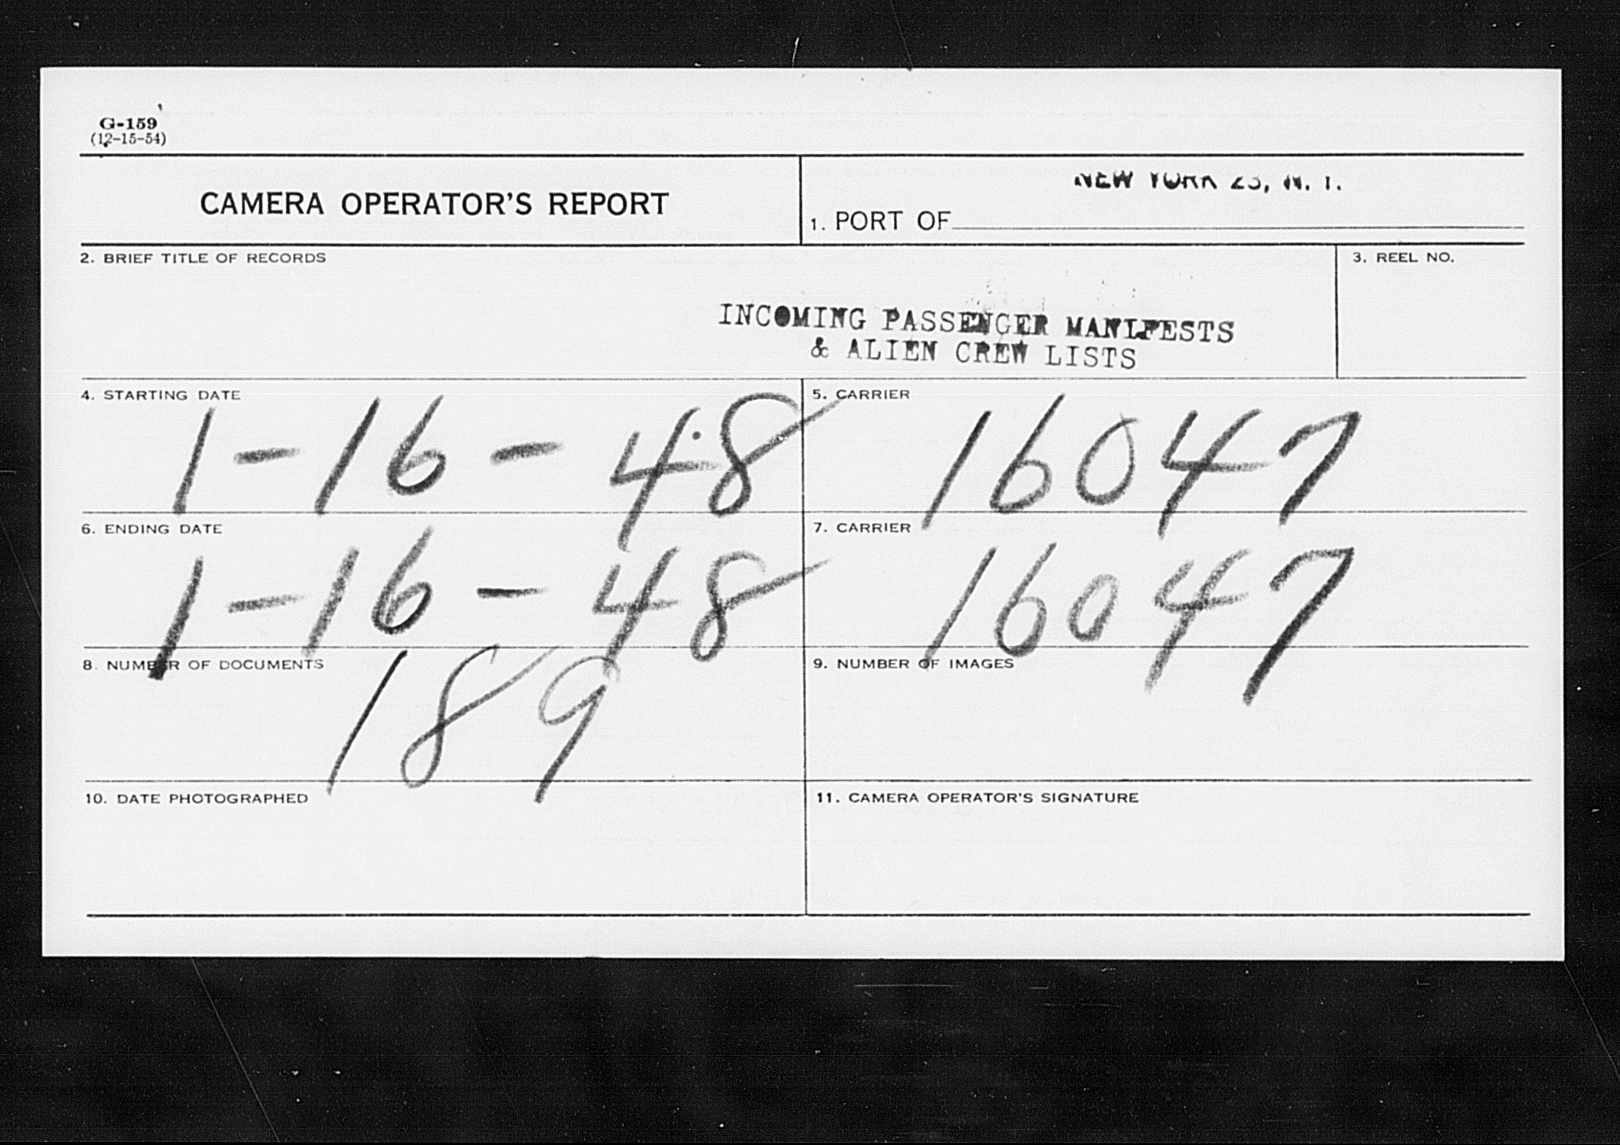 G-159
(12-15-54)
CAMERA OPERATOR'S REPORT
NEW YORK 25, N. Y.
1. PORT OF
2. BRIEF TITLE OF RECORDS
3. REEL NO.
INCOMING PASSENGER MANIFESTS
& ALIEN CREW LISTS
4. STARTING DATE
1-16-48
5. CARRIER
16047
6. ENDING DATE
1-16-48
7. CARRIER
16047
8. NUMBER OF DOCUMENTS
189
9. NUMBER OF IMAGES
10. DATE PHOTOGRAPHED
11. CAMERA OPERATOR'S SIGNATURE